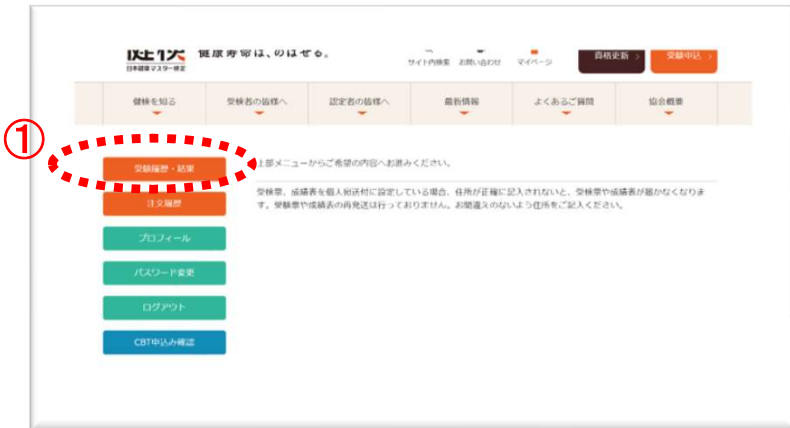 健康寿命は、のばせる。
日本健康マスター検定
サイト内検索 お問い合わせ マイページ
資格更新
受験申込
健検を知る 受検者の皆様へ 認定者の皆様へ 最新情報 よくあるご質問 協会概要
①
受験履歴・結果
上部メニューからご希望の内容へお進みください。
受検票、成績表を個人宛送付に設定している場合、住所が正確に記入されないと、受検票や成績表が届かなくなりま
す。受験票や成績表の再発送は行っておりません。お間違えのないよう住所をご記入ください。
注文履歴
プロフィール
パスワード変更
ログアウト
CBT申込み確認